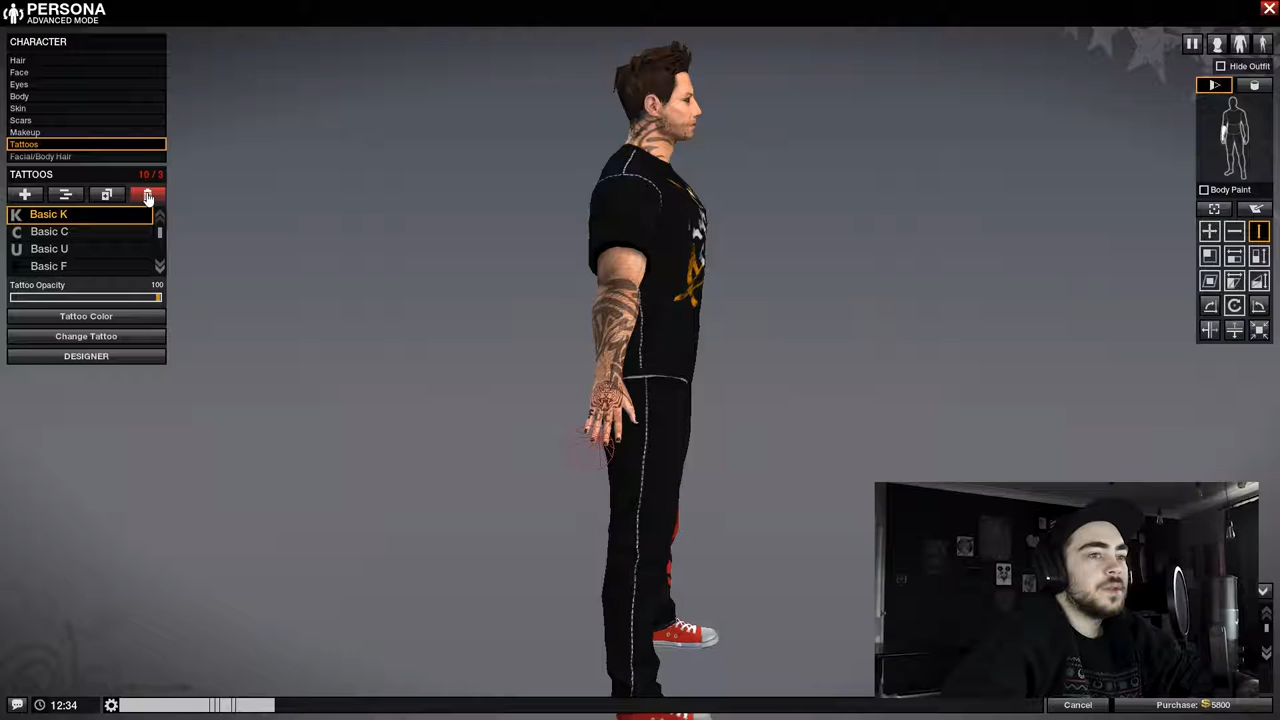 PERSONA
ADVANCED MODE
CHARACTER
Hair
Face
Eyes
Body
Skin
Scars
Makeup
Tattoos
Facial/Body Hair
TATTOOS 10 / 3
K Basic K
C Basic C
U Basic U
Basic F
Tattoo Opacity 100
Tattoo Color
Change Tattoo
DESIGNER
Hide Outfit
Body Paint
12:34
Cancel
Purchase: $5800